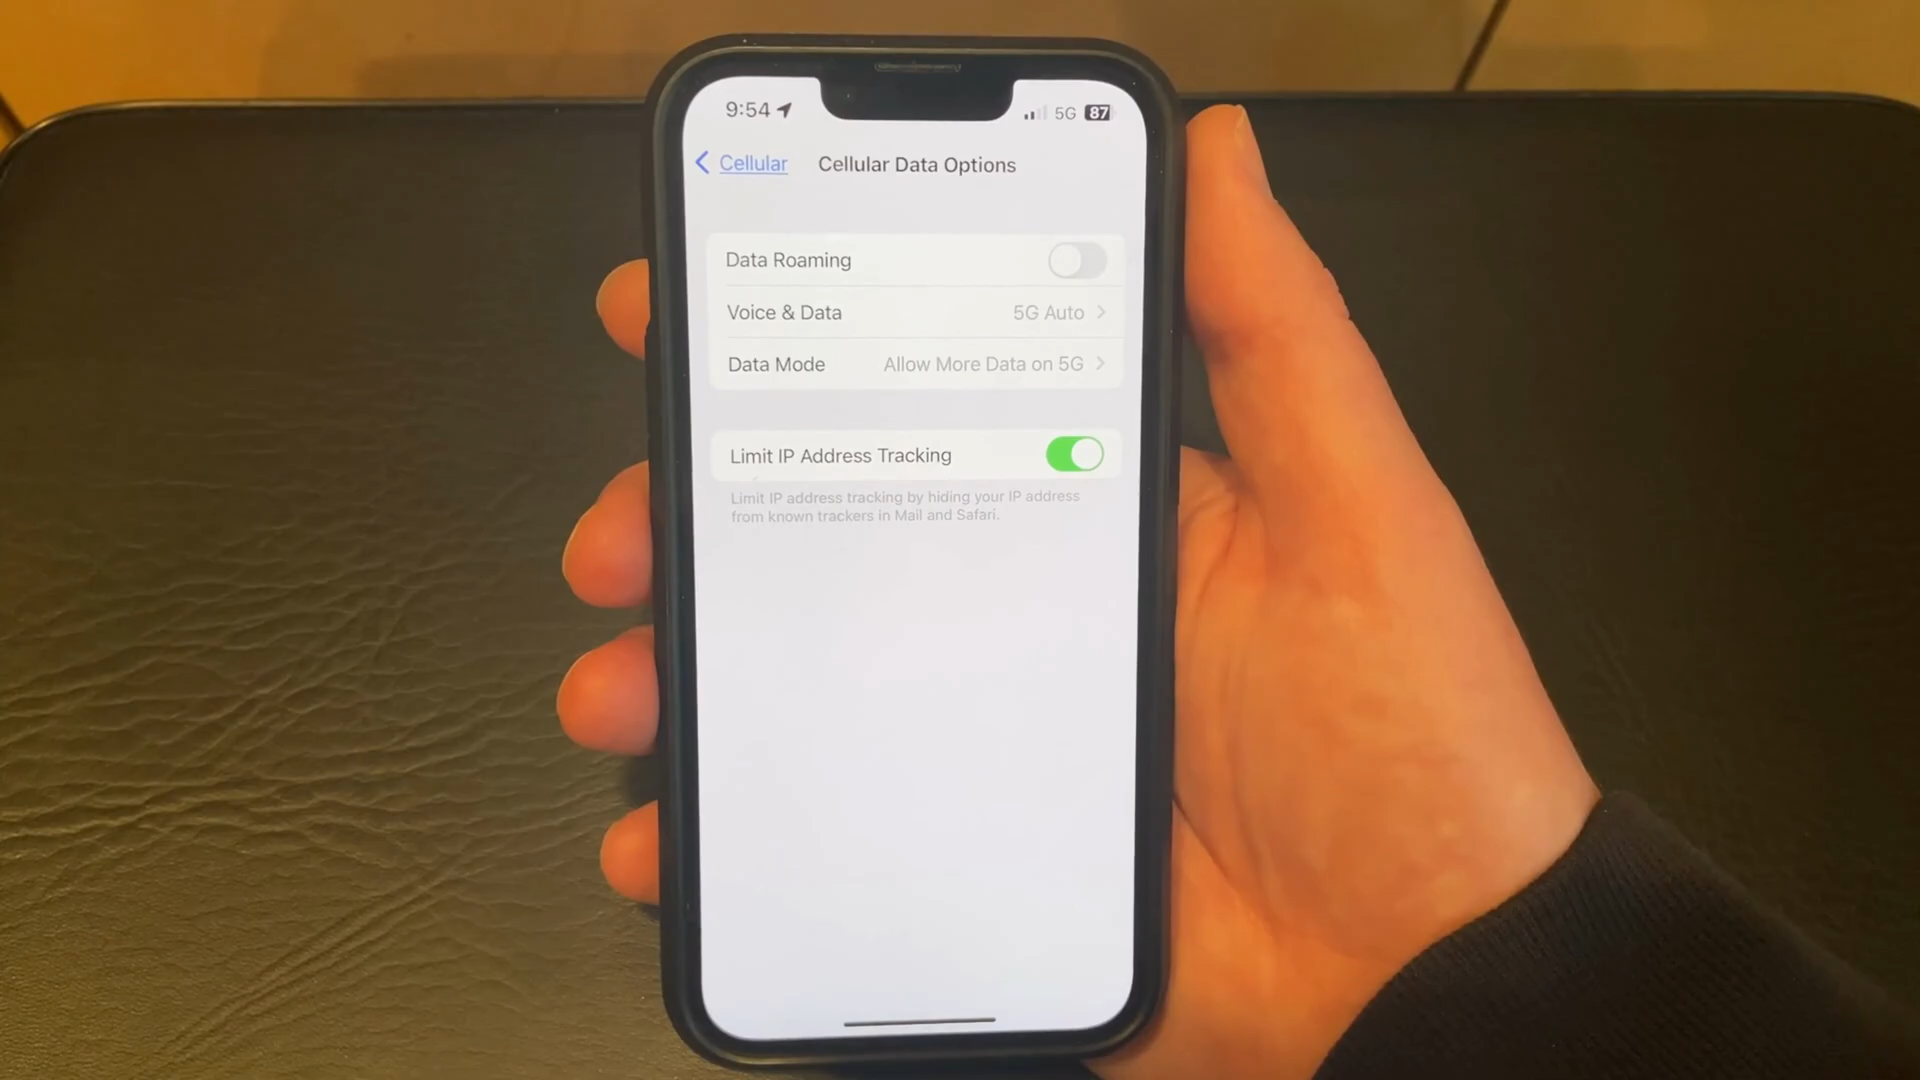 9:54
5G 87
Cellular
Cellular Data Options
Data Roaming
Voice & Data 5G Auto
Data Mode Allow More Data on 5G
Limit IP Address Tracking
Limit IP address tracking by hiding your IP address
from known trackers in Mail and Safari.